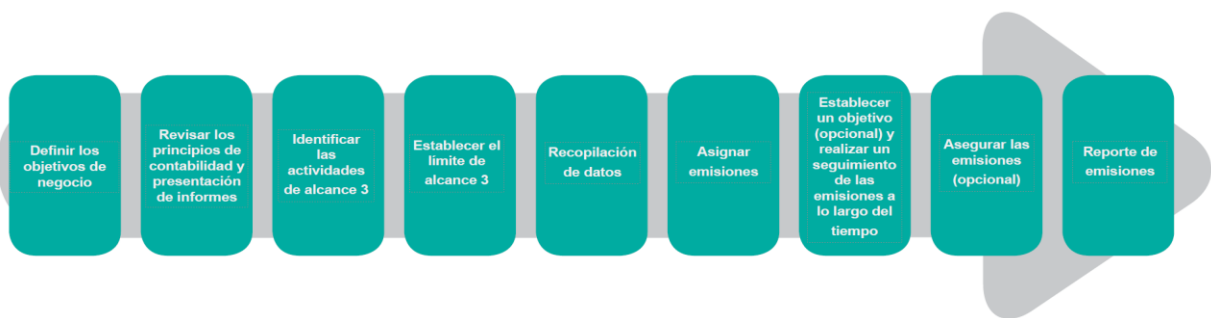 Definir los
objetivos de
negocio
Revisar los
principios de
contabilidad y
presentación
de informes
Identificar
las
actividades
de alcance 3
Establecer el
límite de
alcance 3
Recopilación
de datos
Asignar
emisiones
Establecer
un objetivo
(opcional) y
realizar un
seguimiento
de las
emisiones a
lo largo del
tiempo
Asegurar las
emisiones
(opcional)
Reporte de
emisiones